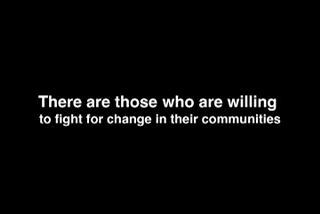 There are those who are willing
to fight for change in their communities